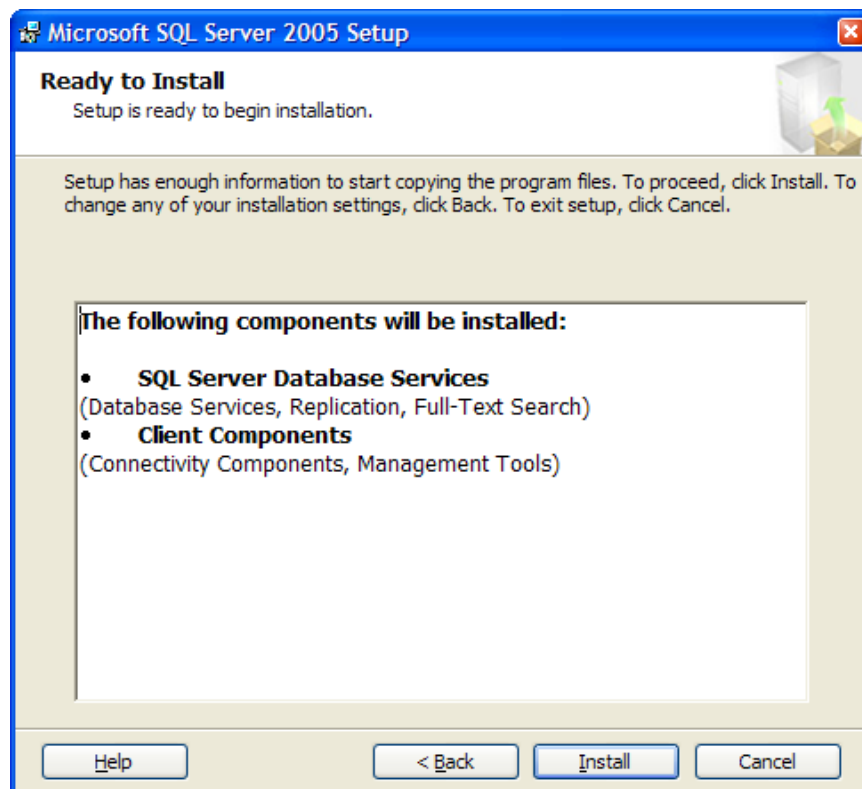 Microsoft SQL Server 2005 Setup
Ready to Install
Setup is ready to begin installation.
Setup has enough information to start copying the program files. To proceed, click Install. To
change any of your installation settings, click Back. To exit setup, click Cancel.
The following components will be installed:
• SQL Server Database Services
(Database Services, Replication, Full-Text Search)
• Client Components
(Connectivity Components, Management Tools)
Help < Back Install Cancel